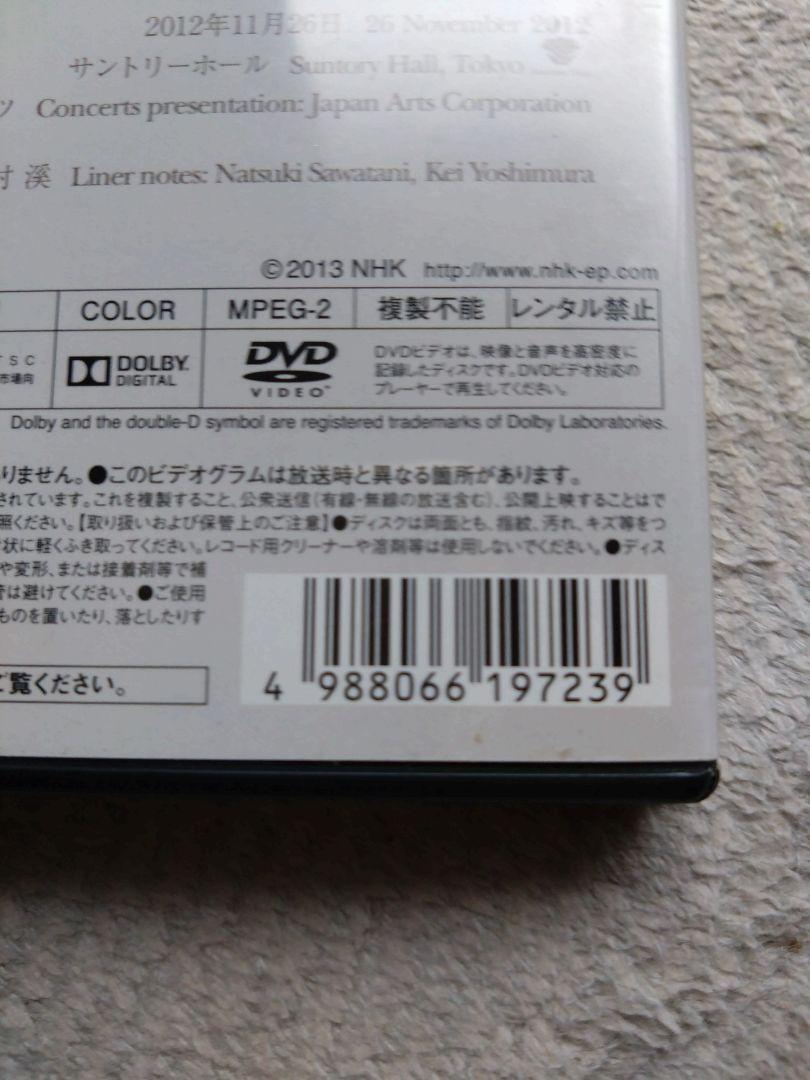 2012年11月26日 26 November 2012
サントリーホール Suntory Hall, Tokyo
ツ Concerts presentation: Japan Arts Corporation
村 溪 Liner notes: Natsuki Sawatani, Kei Yoshimura
©2013 NHK http://www.nhk-ep.com
COLOR MPEG-2 複製不能 レンタル禁止
TSC
市場向
DOLBY
DIGITAL
DVD
VIDEO™
DVDビデオは、映像と音声を高密度に
記録したディスクです。DVDビデオ対応の
プレーヤーで再生してください。
Dolby and the double-D symbol are registered trademarks of Dolby Laboratories.
りません。●このビデオグラムは放送時と異なる箇所があります。
されています。これを複製すること、公衆送信(有線・無線の放送含む)、公開上映することはで
照ください。【取り扱いおよび保管上のご注意】●ディスクは両面とも、指紋、汚れ、キズ等をつ
状に軽くふき取ってください。レコード用クリーナーや溶剤等は使用しないでください。●ディス
や変形、または接着剤等で補
管は避けてください。●ご使用
ものを置いたり、落としたりす
ご覧ください。
4 988066 197239